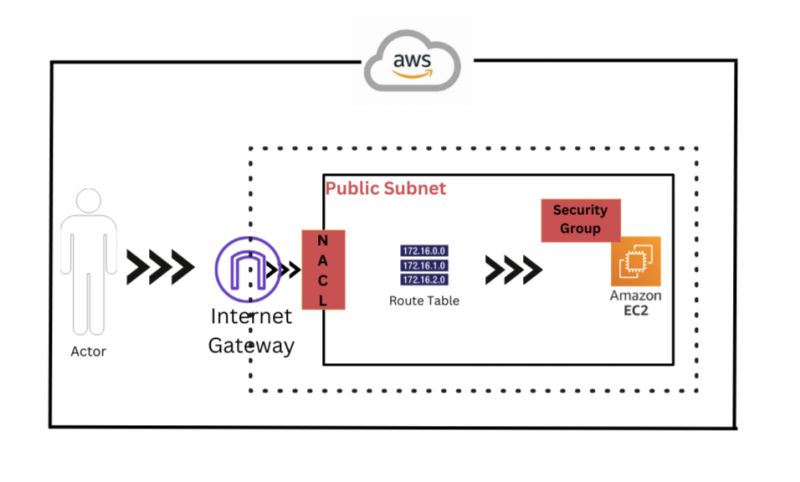 aws
Public Subnet
Security
Group
N
A
C
L
172.16.0.0
172.16.1.0
172.16.2.0
Route Table
Amazon
EC2
Internet
Gateway
Actor